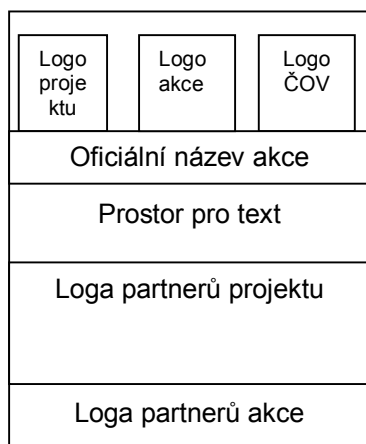 Logo
proje
ktu
Logo
akce
Logo
ČOV
Oficiální název akce
Prostor pro text
Loga partnerů projektu
Loga partnerů akce